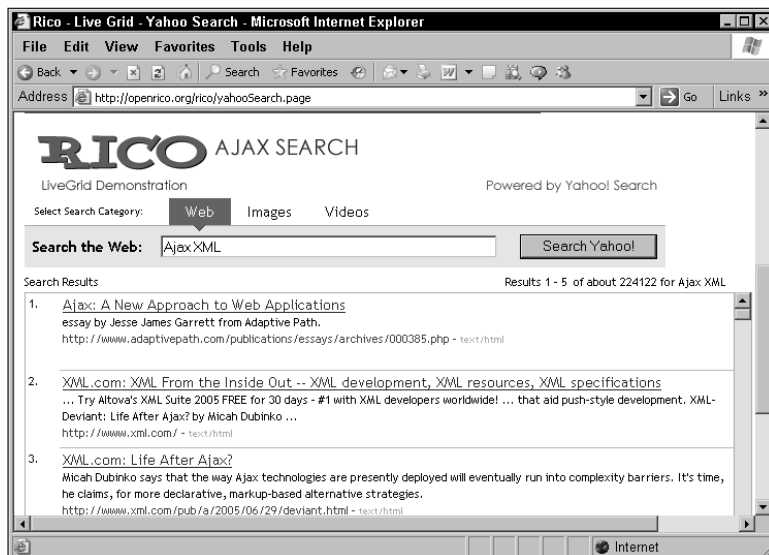 Rico - Live Grid - Yahoo Search - Microsoft Internet Explorer
File Edit View Favorites Tools Help
Back Search Favorites
Address http://openrico.org/rico/yahooSearch.page Go Links »
RICO AJAX SEARCH
LiveGrid Demonstration Powered by Yahoo! Search
Select Search Category: Web Images Videos
Search the Web: Ajax XML Search Yahoo!
Search Results Results 1 - 5 of about 224122 for Ajax XML
1. Ajax: A New Approach to Web Applications
essay by Jesse James Garrett from Adaptive Path.
http://www.adaptivepath.com/publications/essays/archives/000385.php - text/html
2. XML.com: XML From the Inside Out -- XML development, XML resources, XML specifications
... Try Altova's XML Suite 2005 FREE for 30 days - #1 with XML developers worldwide! ... that aid push-style development. XML-
Deviant: Life After Ajax? by Micah Dubinko ...
http://www.xml.com/ - text/html
3. XML.com: Life After Ajax?
Micah Dubinko says that the way Ajax technologies are presently deployed will eventually run into complexity barriers. It's time,
he claims, for more declarative, markup-based alternative strategies.
http://www.xml.com/pub/a/2005/06/29/deviant.html - text/html
Internet